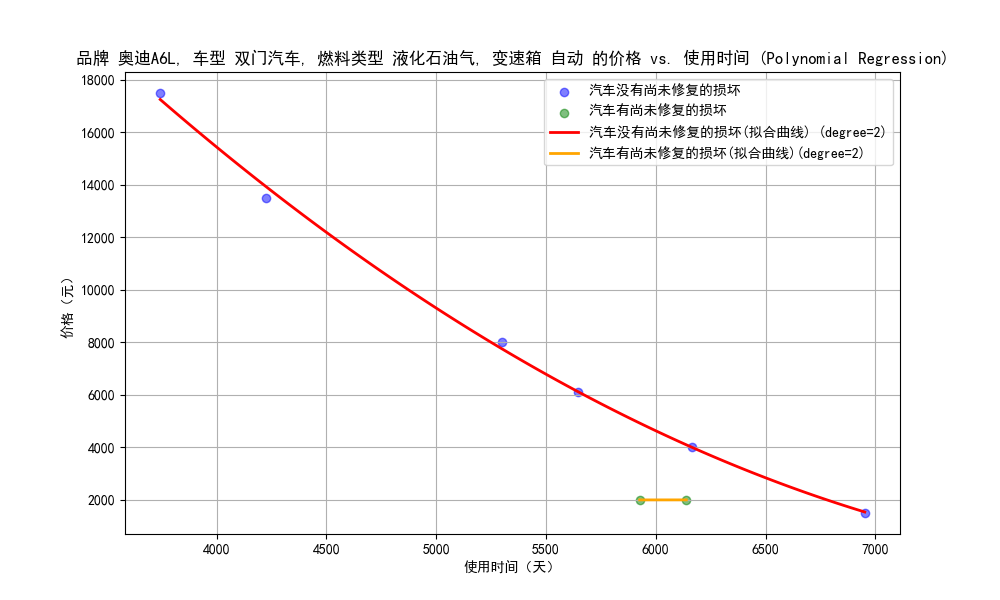 品牌 奥迪A6L, 车型 双门汽车, 燃料类型 液化石油气, 变速箱 自动 的价格 vs. 使用时间 (Polynomial Regression)
汽车没有尚未修复的损坏
汽车有尚未修复的损坏
汽车没有尚未修复的损坏(拟合曲线) (degree=2)
汽车有尚未修复的损坏(拟合曲线)(degree=2)
价格（元）
18000
16000
14000
12000
10000
8000
6000
4000
2000
4000 4500 5000 5500 6000 6500 7000
使用时间（天）